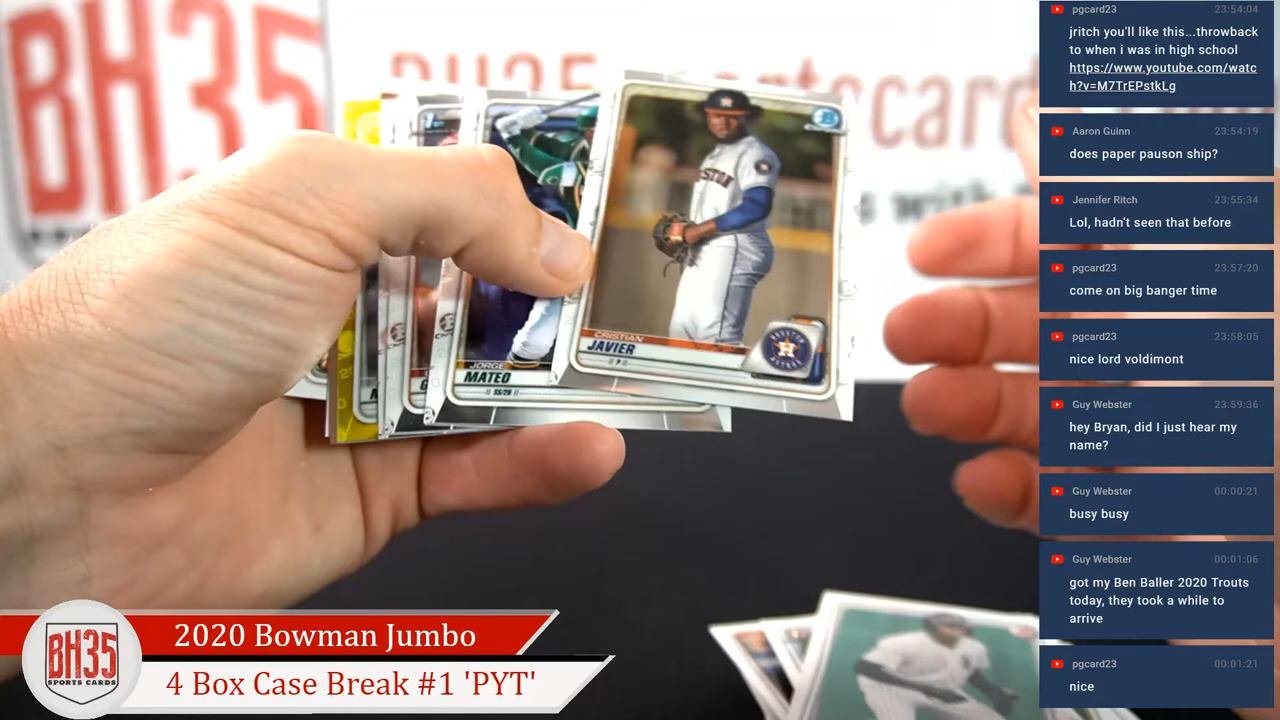 BH35
BH35 sportscard
s with
HOUSTON
CRISTIAN
JAVIER
// P //
JORGE
MATEO
// SS/2B //
BH35
SPORTS CARDS
2020 Bowman Jumbo
4 Box Case Break #1 'PYT'
pgcard23 23:54:04
jritch you'll like this...throwback
to when i was in high school
https://www.youtube.com/watc
h?v=M7TrEPstkLg
Aaron Guinn 23:54:19
does paper pauson ship?
Jennifer Ritch 23:55:34
Lol, hadn't seen that before
pgcard23 23:57:20
come on big banger time
pgcard23 23:58:05
nice lord voldimont
Guy Webster 23:59:36
hey Bryan, did I just hear my
name?
Guy Webster 00:00:21
busy busy
Guy Webster 00:01:06
got my Ben Baller 2020 Trouts
today, they took a while to
arrive
pgcard23 00:01:21
nice